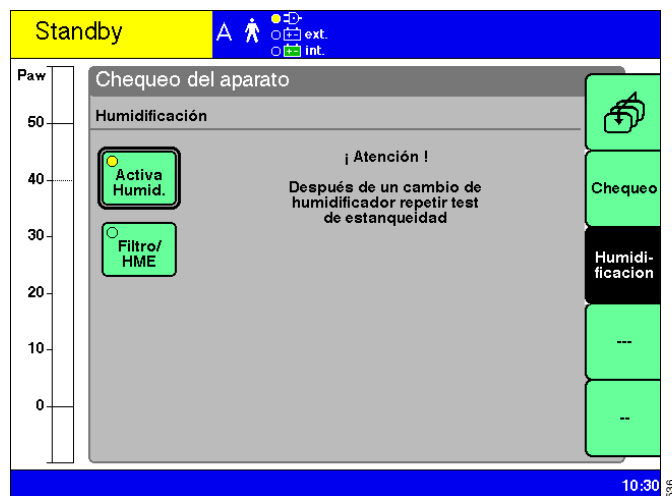 Standby
A
ext.
int.
Paw
Chequeo del aparato
Humidificación
50
40
30
20
10
0
Activa
Humid.
Filtro/
HME
¡ Atención !
Después de un cambio de
humidificador repetir test
de estanqueidad
Chequeo
Humidi-
ficacion
---
--
10:30
36